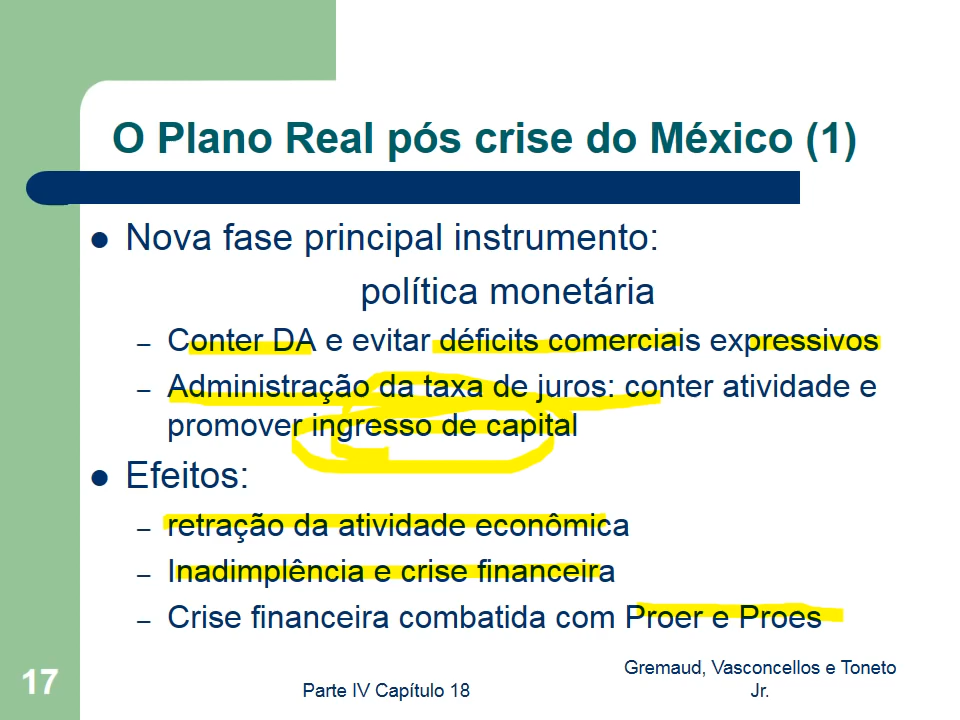 O Plano Real pós crise do México (1)
Nova fase principal instrumento:
política monetária
– Conter DA e evitar déficits comerciais expressivos
– Administração da taxa de juros: conter atividade e
promover ingresso de capital
Efeitos:
– retração da atividade econômica
– Inadimplência e crise financeira
– Crise financeira combatida com Proer e Proes
17
Parte IV Capítulo 18
Gremaud, Vasconcellos e Toneto
Jr.